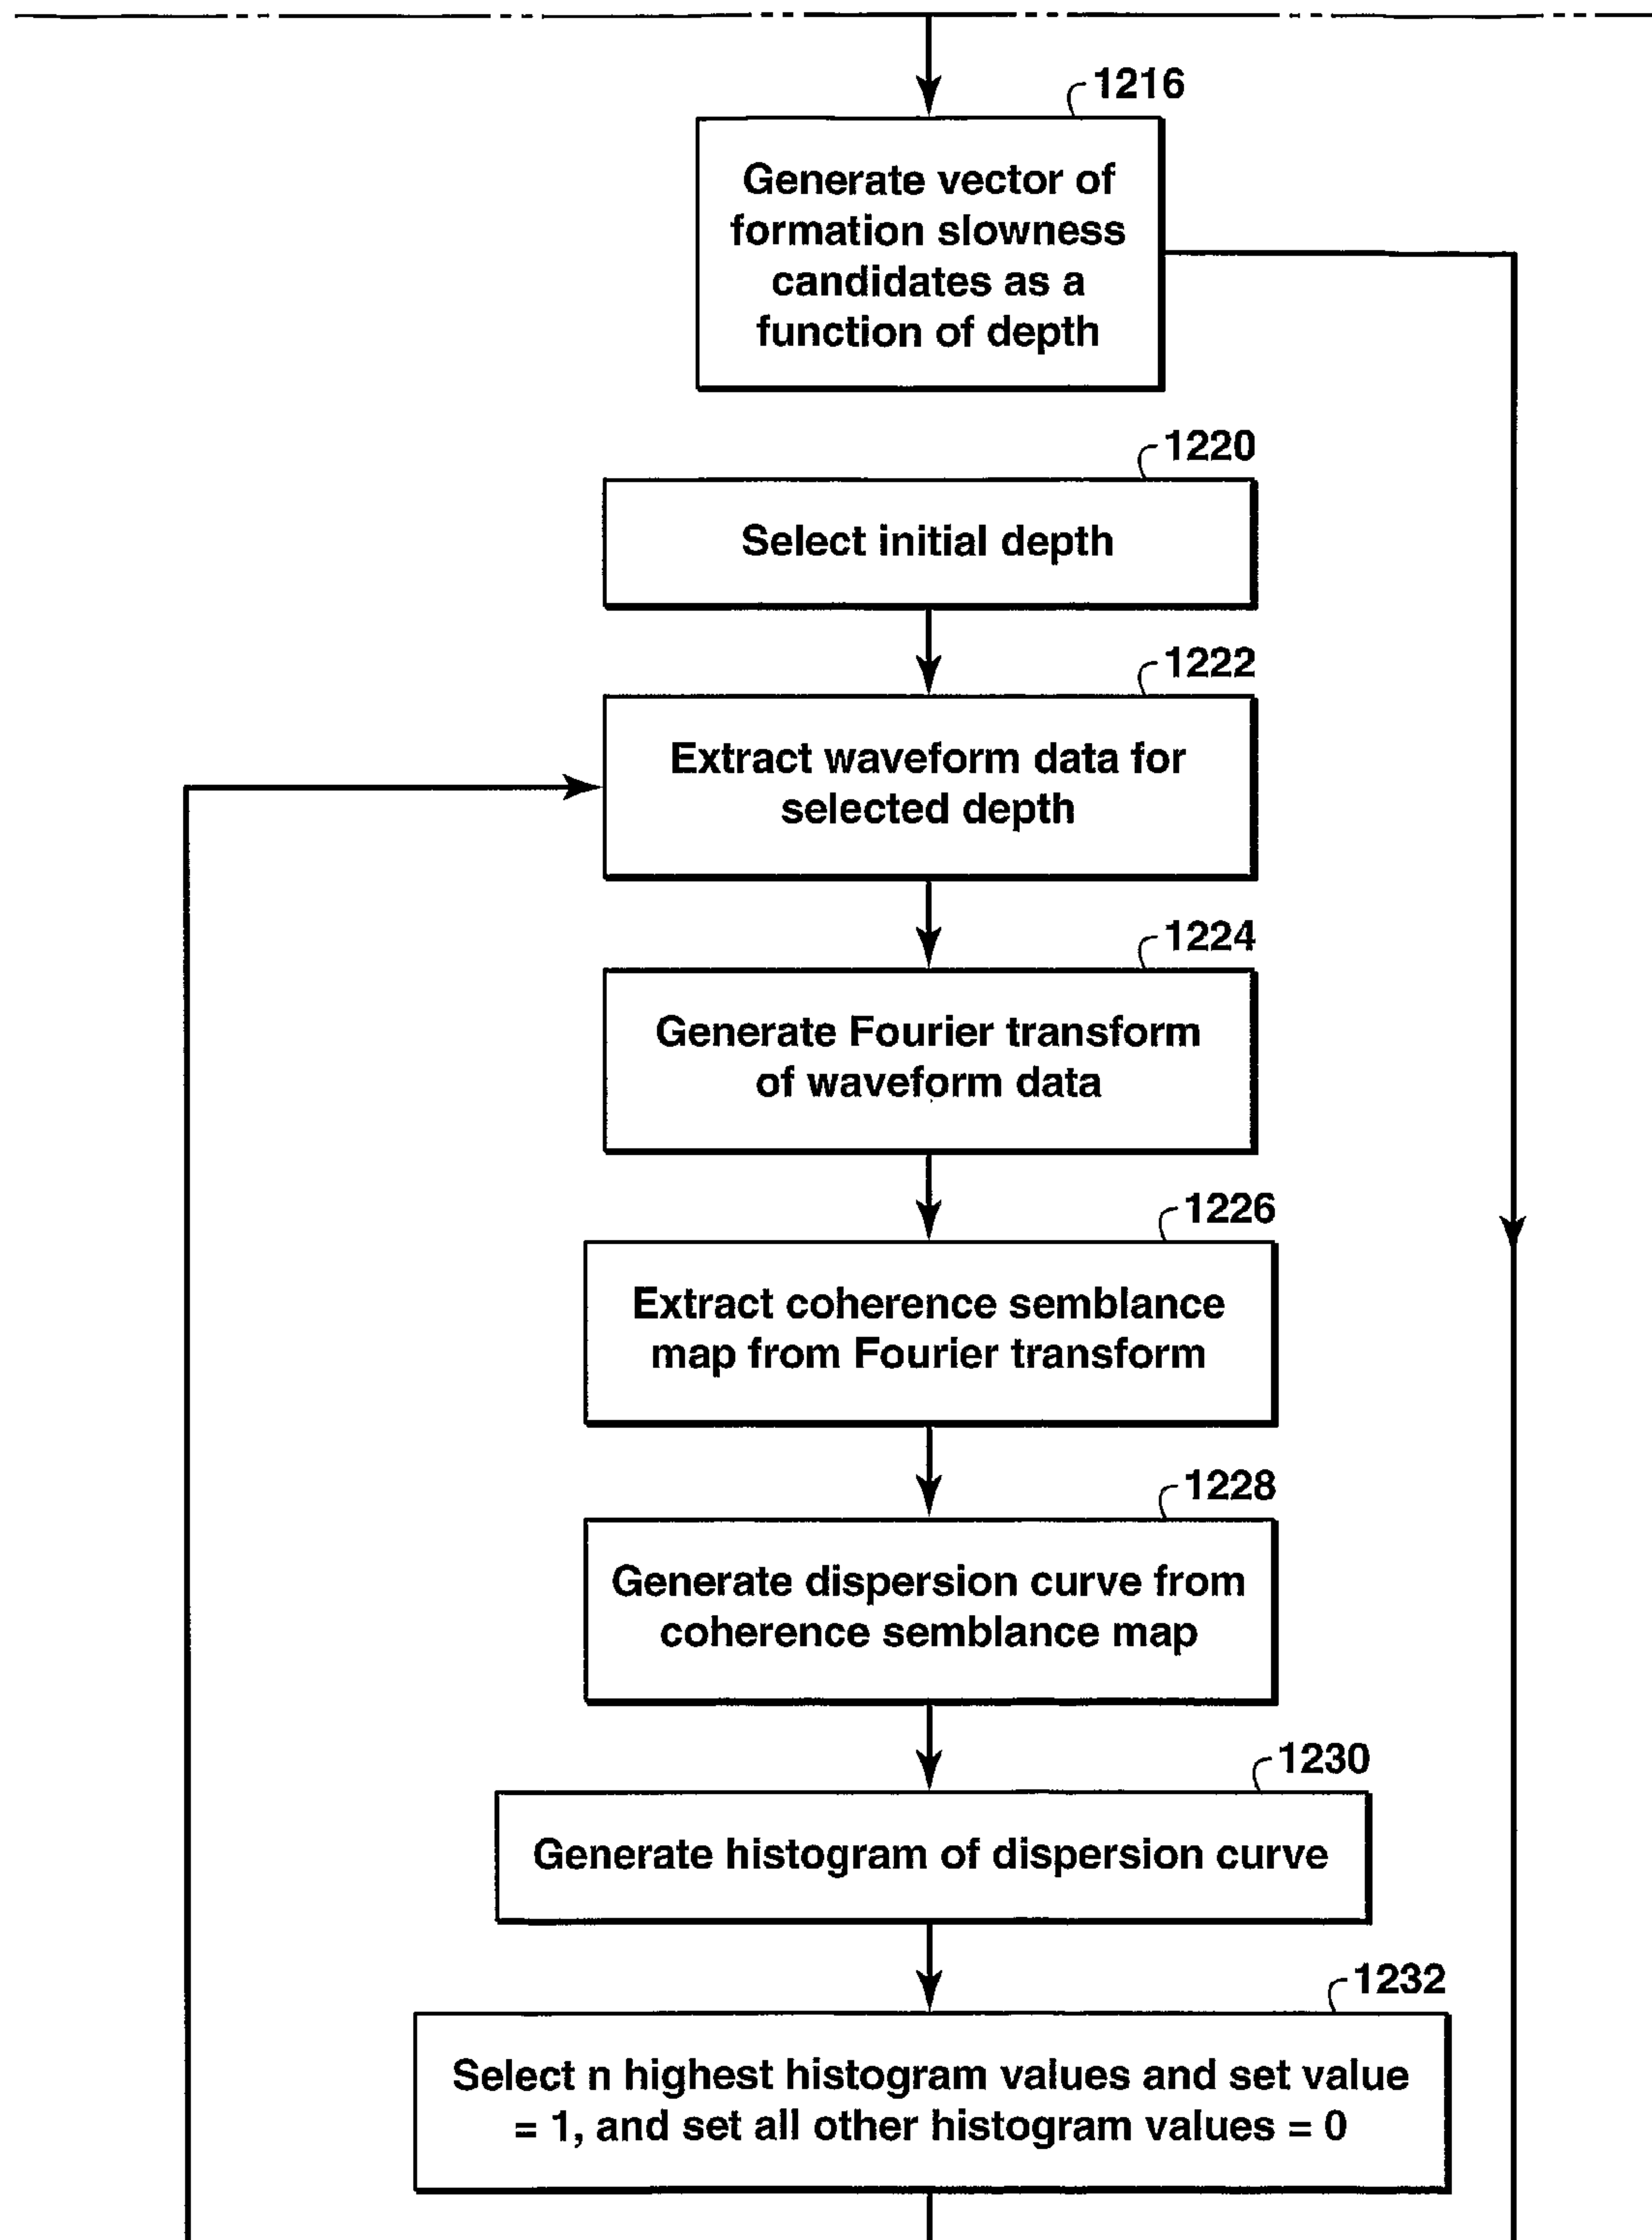 1216
Generate vector of
formation slowness
candidates as a
function of depth
1220
Select initial depth
1222
Extract waveform data for
selected depth
1224
Generate Fourier transform
of waveform data
1226
Extract coherence semblance
map from Fourier transform
1228
Generate dispersion curve from
coherence semblance map
1230
Generate histogram of dispersion curve
1232
Select n highest histogram values and set value
= 1, and set all other histogram values = 0